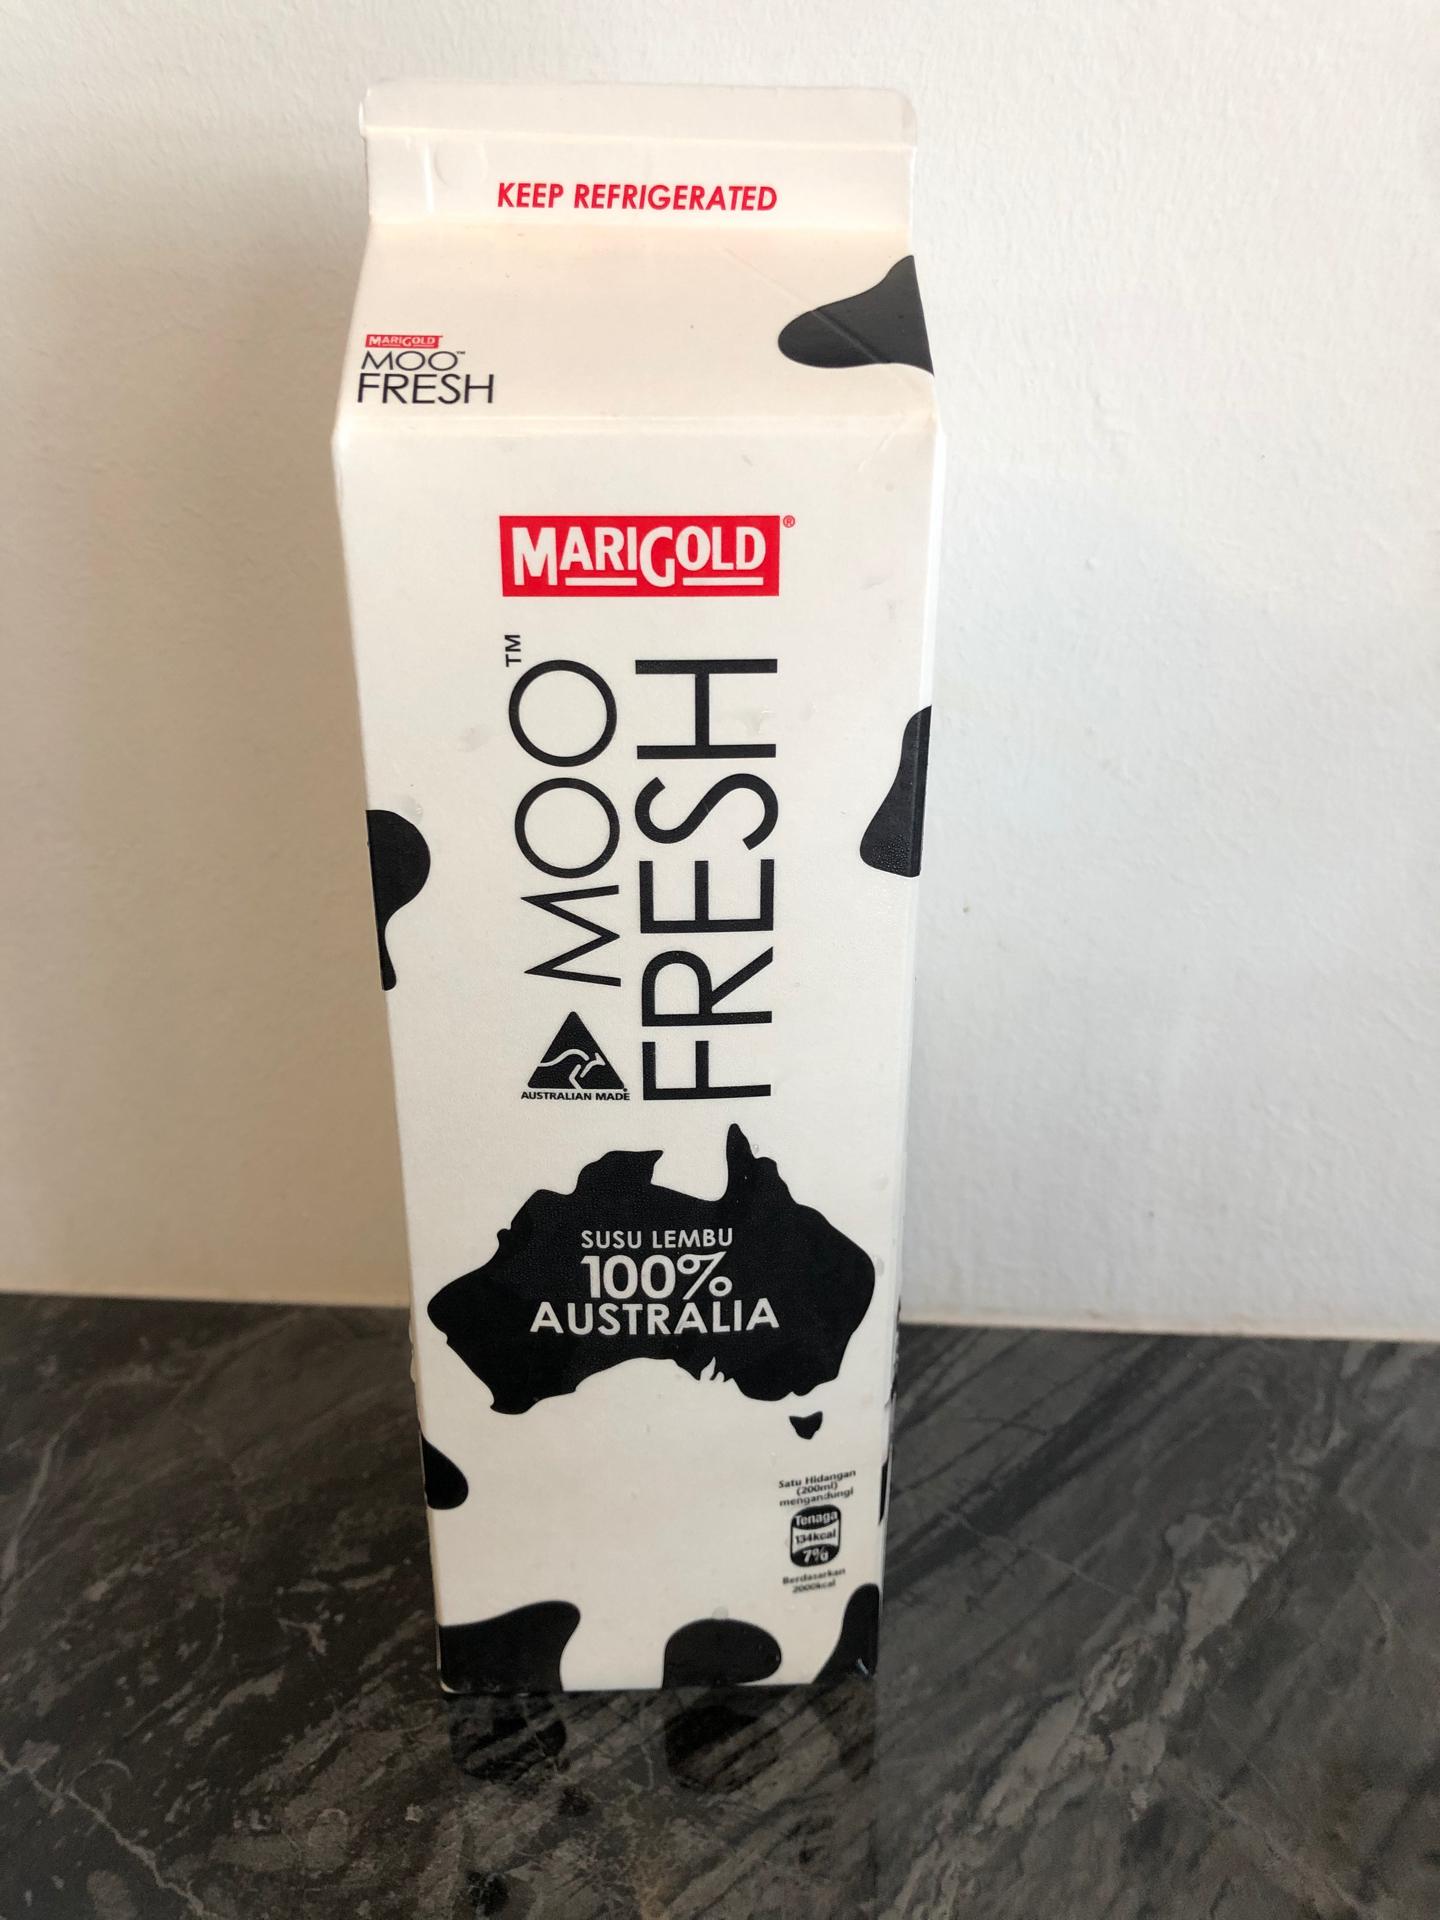 KEEP REFRIGERATED
MARIGOLD
MOO™
FRESH
MARIGOLD®
MOO™
FRESH
AUSTRALIAN MADE
SUSU LEMBU
100%
AUSTRALIA
Satu Hidangan
(200ml)
mengandungi
Tenaga
134kcal
7%
Berdasarkan
2000kcal